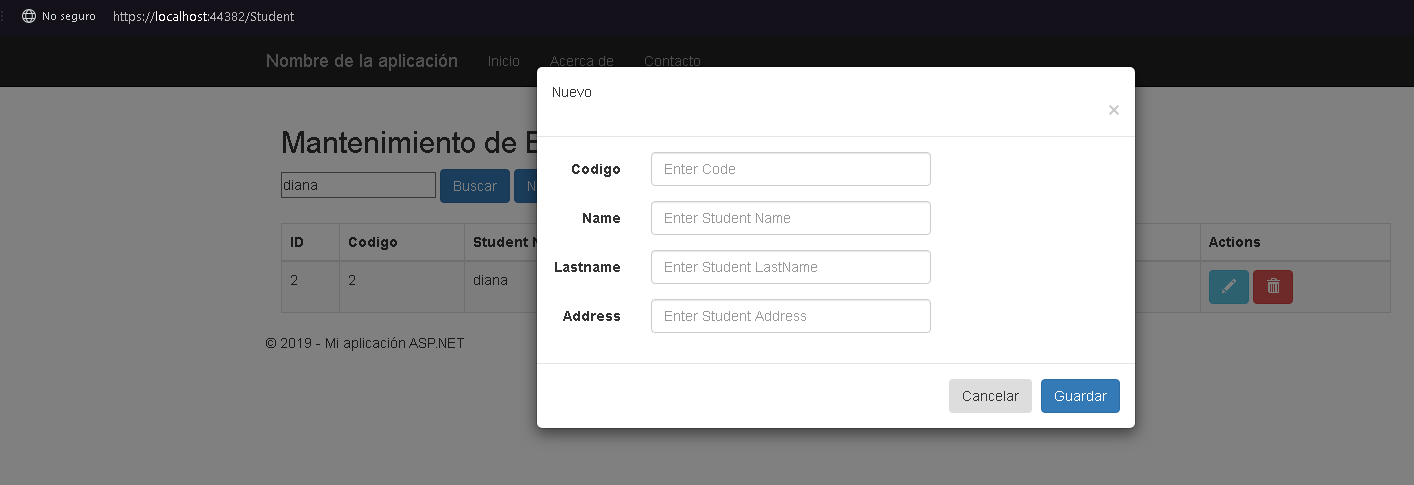 No seguro https://localhost:44382/Student
Nombre de la aplicación Inicio Acerca de Contacto
Nuevo
×
Mantenimiento de E
diana Buscar N
Codigo Enter Code
Name Enter Student Name
Lastname Enter Student LastName
Address Enter Student Address
ID Codigo Student N Actions
2 2 diana
© 2019 - Mi aplicación ASP.NET
Cancelar Guardar